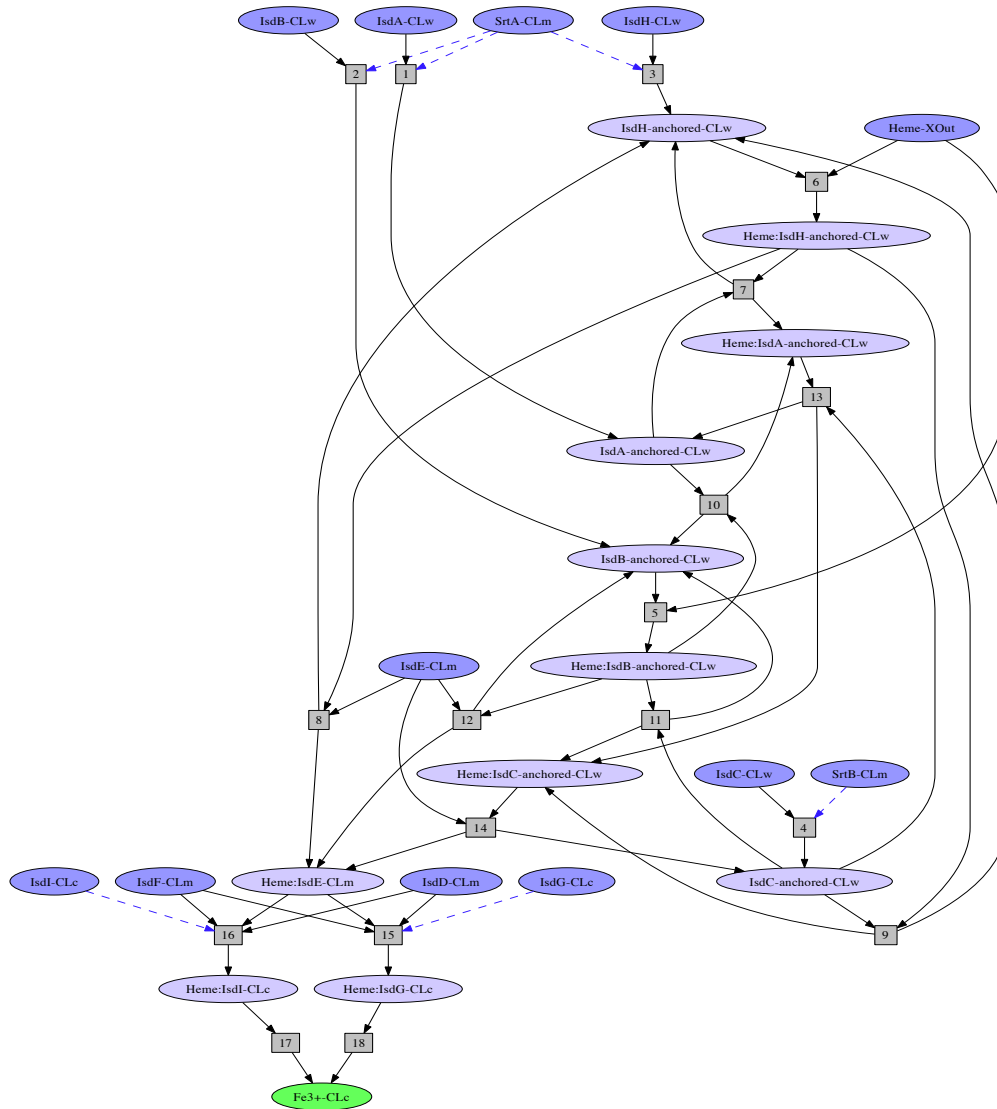 IsdB-CLw
IsdA-CLw
SrtA-CLm
IsdH-CLw
2
1
3
IsdH-anchored-CLw
Heme-XOut
6
Heme:IsdH-anchored-CLw
7
Heme:IsdA-anchored-CLw
13
IsdA-anchored-CLw
10
IsdB-anchored-CLw
5
IsdE-CLm
Heme:IsdB-anchored-CLw
8
12
11
Heme:IsdC-anchored-CLw
IsdC-CLw
SrtB-CLm
14
4
IsdI-CLc
IsdF-CLm
Heme:IsdE-CLm
IsdD-CLm
IsdG-CLc
IsdC-anchored-CLw
16
15
9
Heme:IsdI-CLc
Heme:IsdG-CLc
17
18
Fe3+-CLc